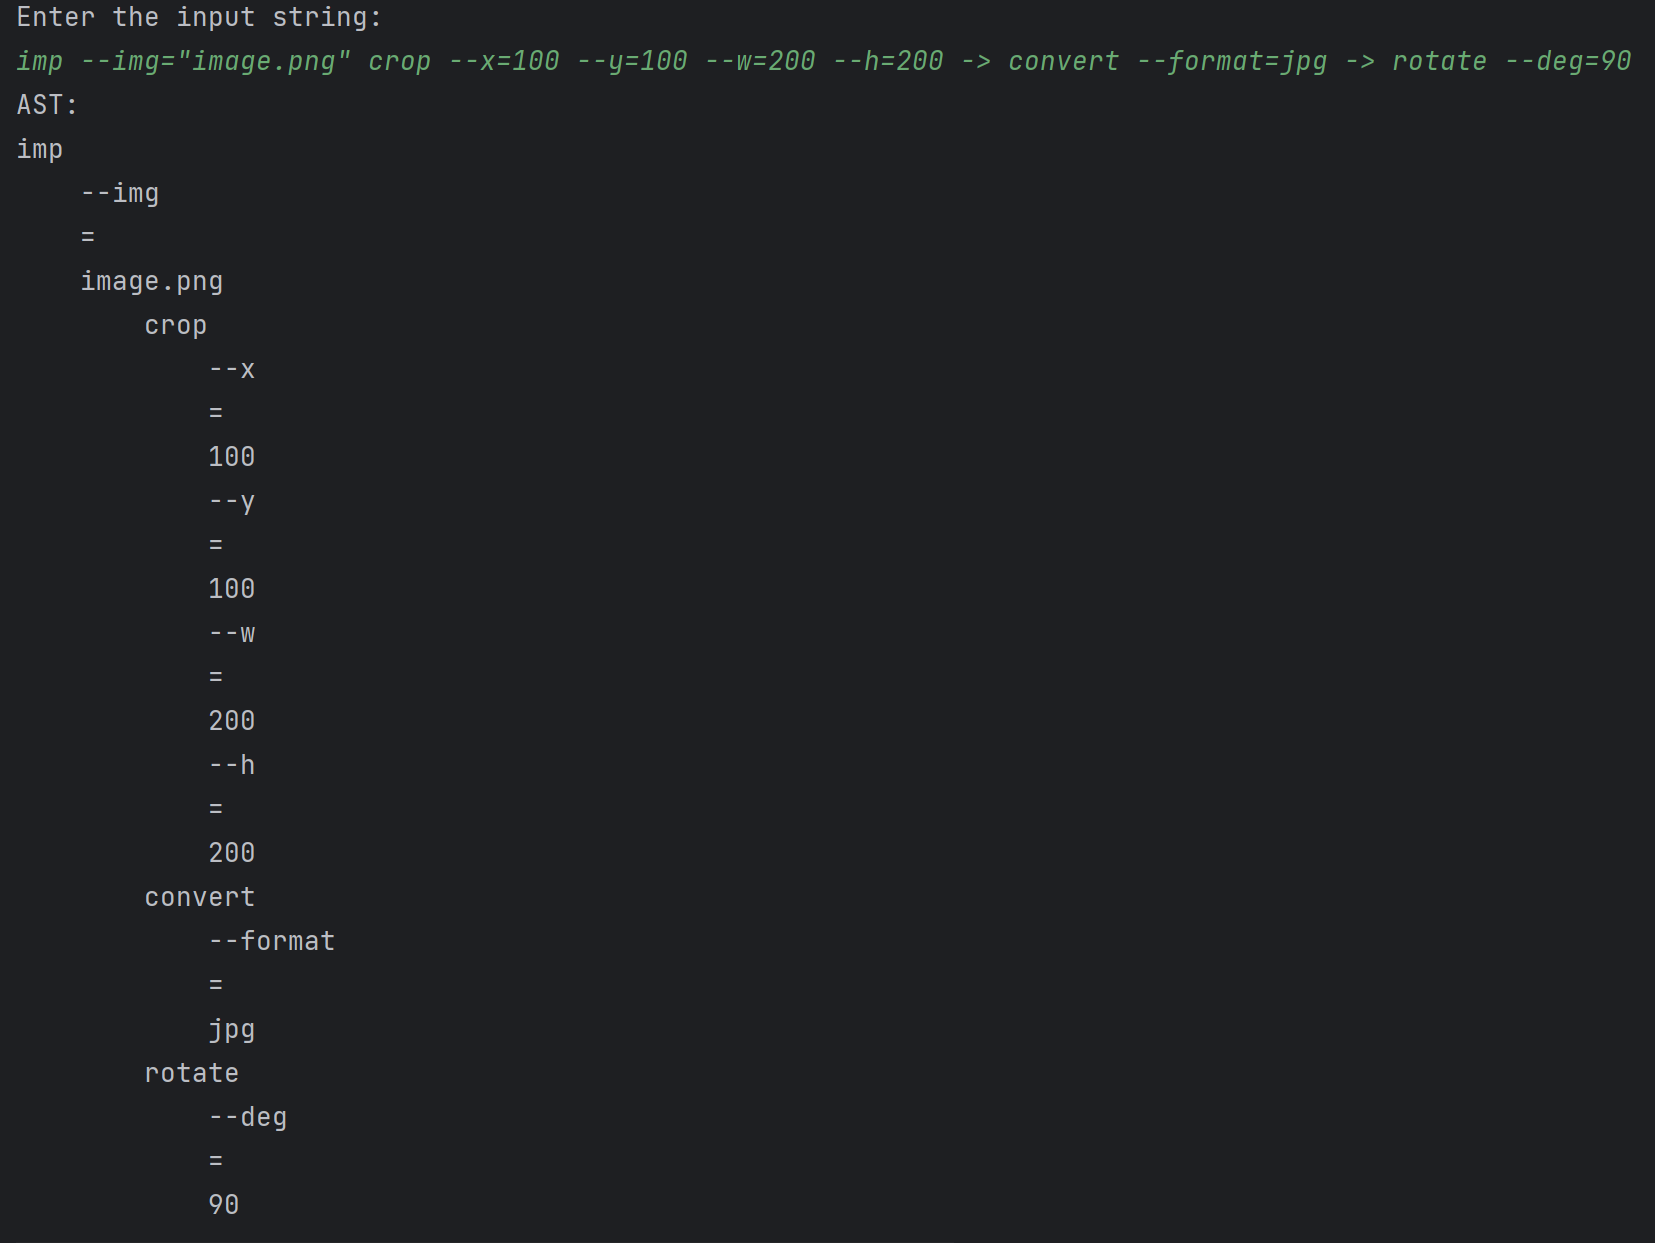 Enter the input string:
imp --img="image.png" crop --x=100 --y=100 --w=200 --h=200 -> convert --format=jpg -> rotate --deg=90
AST:
imp
    --img
    =
    image.png
        crop
            --x
            =
            100
            --y
            =
            100
            --w
            =
            200
            --h
            =
            200
        convert
            --format
            =
            jpg
        rotate
            --deg
            =
            90